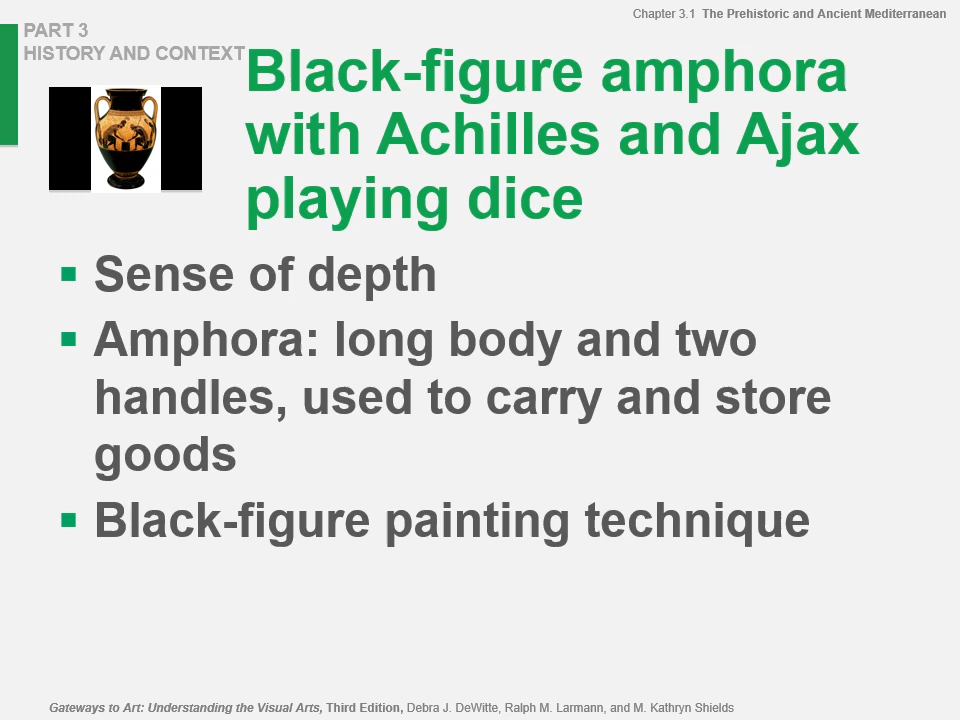 Chapter 3.1 The Prehistoric and Ancient Mediterranean
PART 3
HISTORY AND CONTEXT
Black-figure amphora
with Achilles and Ajax
playing dice
▪ Sense of depth
▪ Amphora: long body and two
handles, used to carry and store
goods
▪ Black-figure painting technique
Gateways to Art: Understanding the Visual Arts, Third Edition, Debra J. DeWitte, Ralph M. Larmann, and M. Kathryn Shields